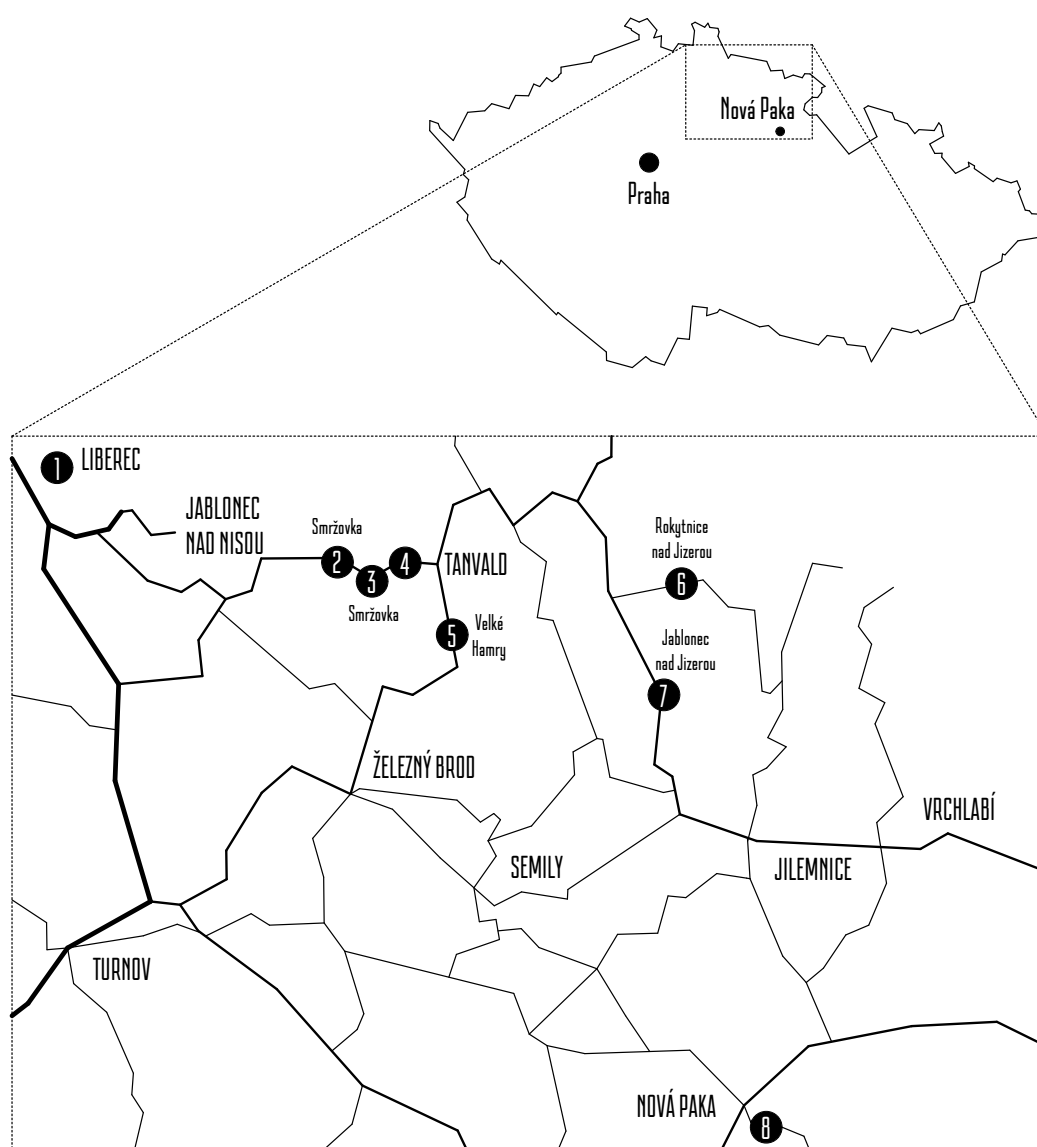 Nová Paka
Praha
1
LIBEREC
JABLONEC
NAD NISOU
Smržovka
2
3
4
Smržovka
TANVALD
5
Velké
Hamry
Rokytnice
nad Jizerou
6
Jablonec
nad Jizerou
7
ŽELEZNÝ BROD
SEMILY
VRCHLABÍ
JILEMNICE
TURNOV
NOVÁ PAKA
8